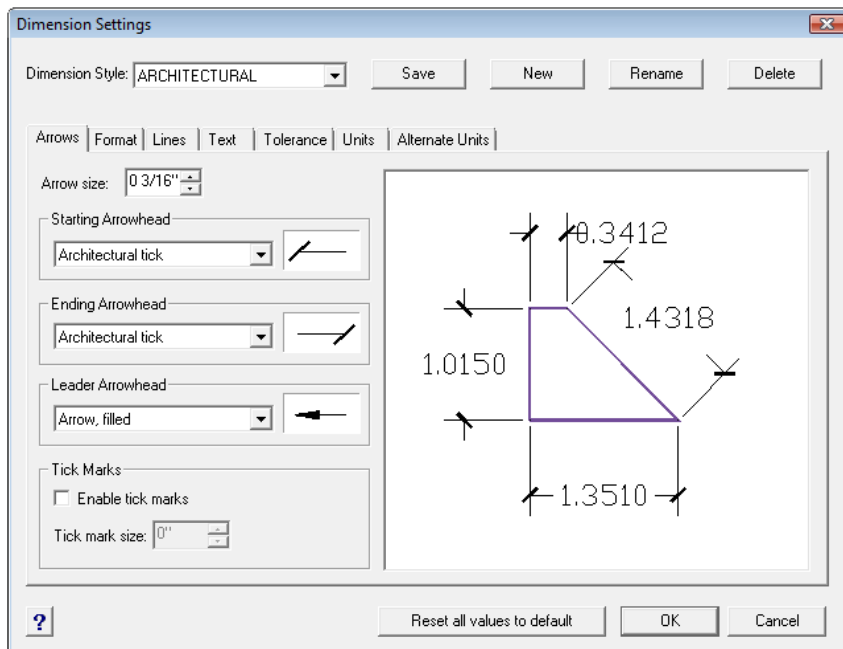 Dimension Settings
Dimension Style: ARCHITECTURAL Save New Rename Delete
Arrows Format Lines Text Tolerance Units Alternate Units
Arrow size: 0 3/16"
Starting Arrowhead
Architectural tick
Ending Arrowhead
Architectural tick
Leader Arrowhead
Arrow, filled
Tick Marks
Enable tick marks
Tick mark size: 0"
0.3412
1.4318
1.0150
1.3510
? Reset all values to default OK Cancel